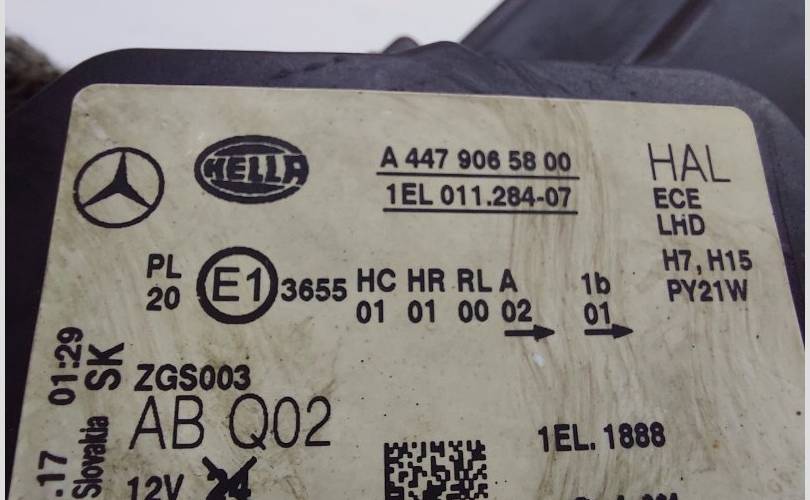 HELLA
A 447 906 58 00
1EL 011.284-07
HAL
ECE
LHD
H7, H15
PY21W
PL
20
E1
3655
HC HR RL A
01 01 00 02
1b
01
ZGS003
AB Q02
1EL. 1888
12V 24
01:29
SK
.17
Slovakia